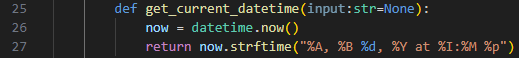 25 def get_current_datetime(input:str=None):
26 now = datetime.now()
27 return now.strftime("%A, %B %d, %Y at %I:%M %p")